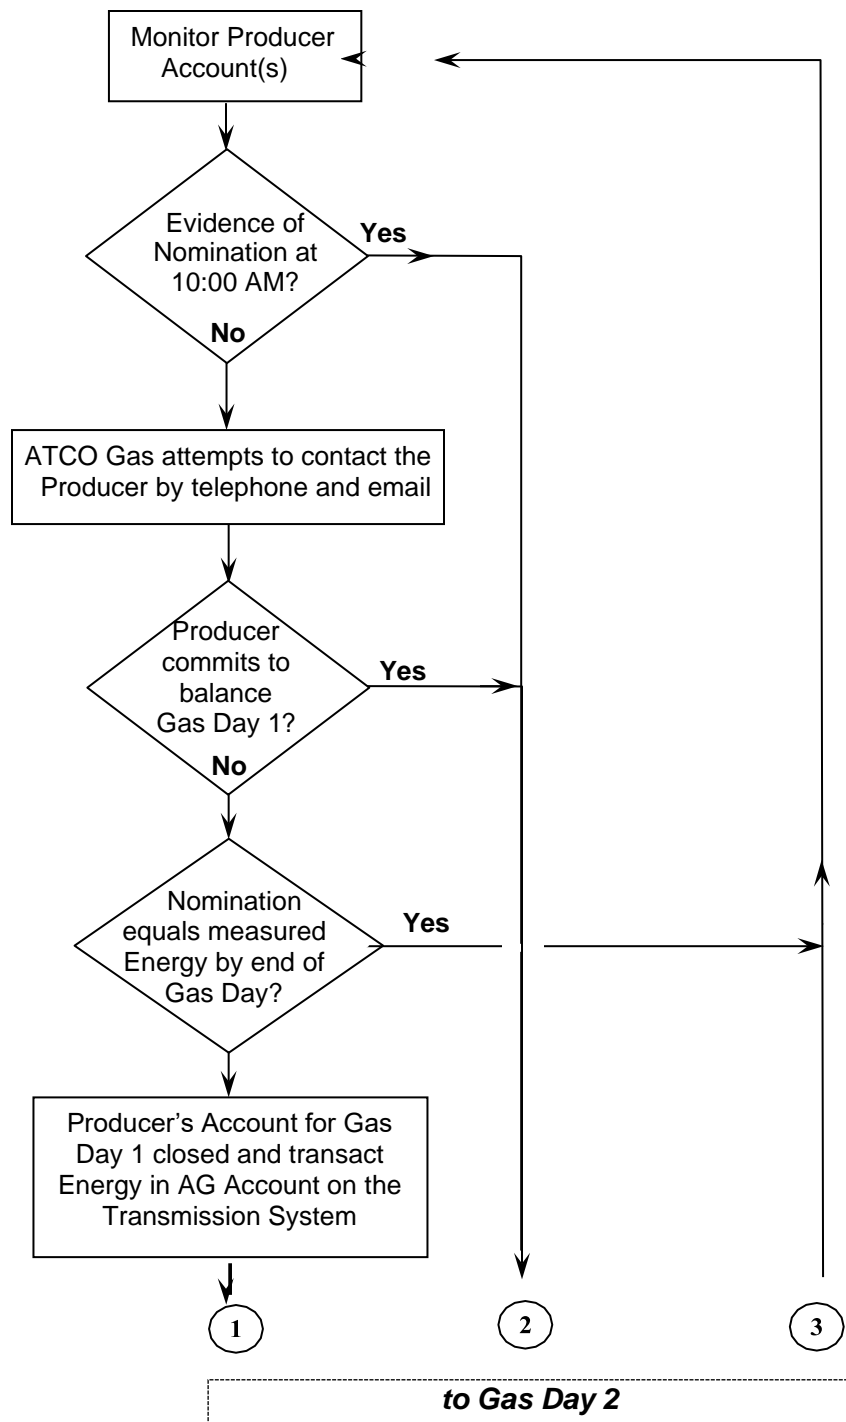 Monitor Producer
Account(s)
Evidence of
Nomination at
10:00 AM?
Yes
No
ATCO Gas attempts to contact the
Producer by telephone and email
Producer
commits to
balance
Gas Day 1?
Yes
No
Nomination
equals measured
Energy by end of
Gas Day?
Yes
Producer’s Account for Gas
Day 1 closed and transact
Energy in AG Account on the
Transmission System
1
2
3
to Gas Day 2